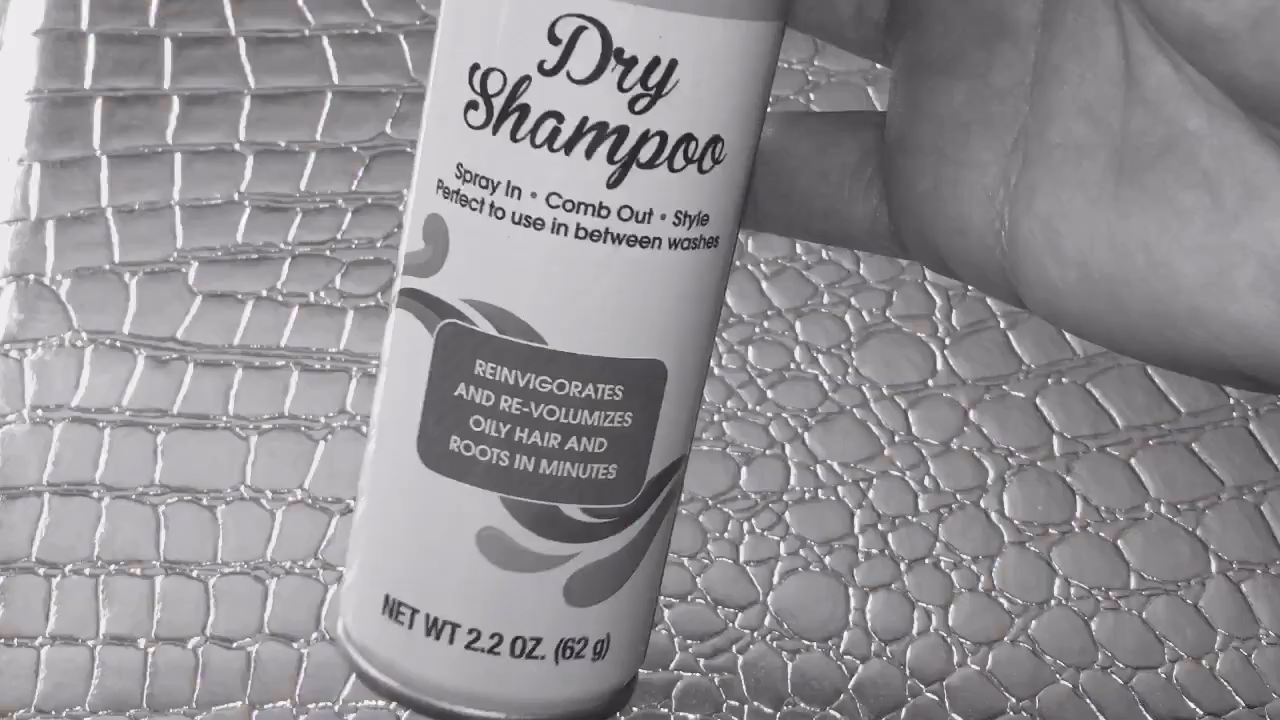 Dry
Shampoo
Spray In • Comb Out • Style
Perfect to use in between washes
REINVIGORATES
AND RE-VOLUMIZES
OILY HAIR AND
ROOTS IN MINUTES
NET WT 2.2 OZ. (62 g)